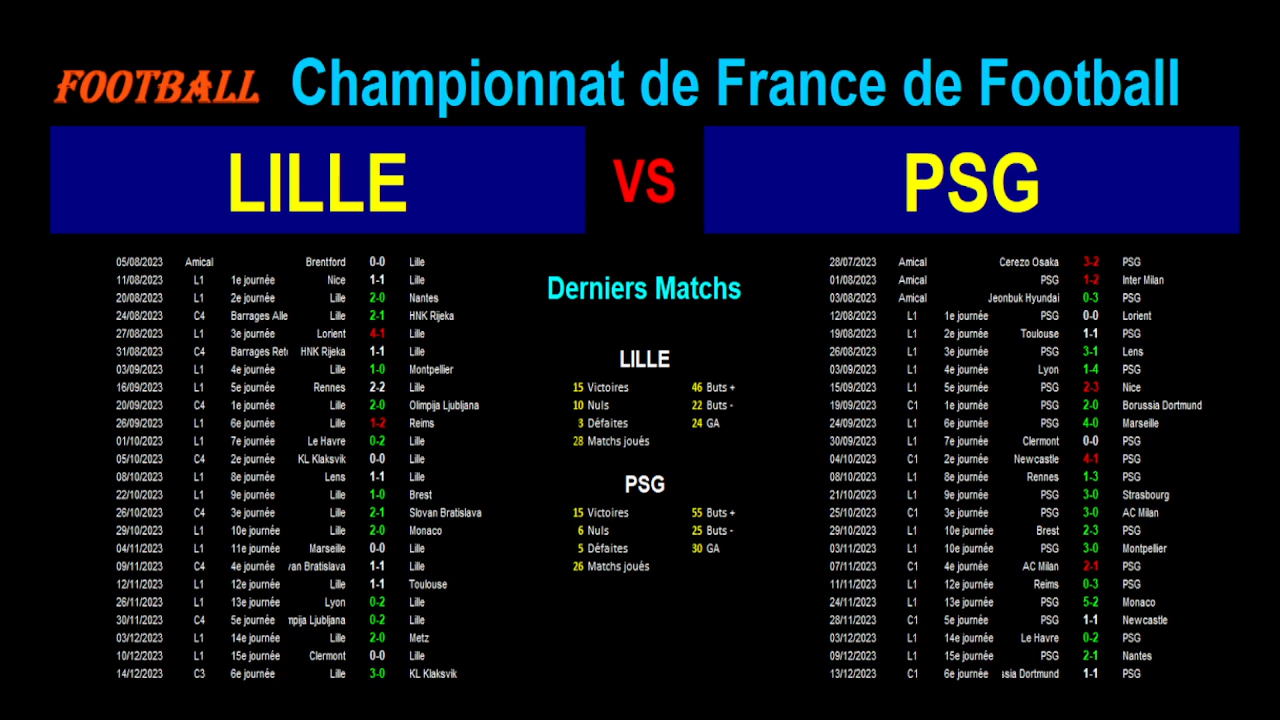 FOOTBALL Championnat de France de Football
LILLE VS PSG
05/08/2023 Amical Brentford 0-0 Lille
11/08/2023 L1 1e journée Nice 1-1 Lille
20/08/2023 L1 2e journée Lille 2-0 Nantes
24/08/2023 C4 Barrages Alle Lille 2-1 HNK Rijeka
27/08/2023 L1 3e journée Lorient 4-1 Lille
31/08/2023 C4 Barrages Ret HNK Rijeka 1-1 Lille
03/09/2023 L1 4e journée Lille 1-0 Montpellier
16/09/2023 L1 5e journée Rennes 2-2 Lille
20/09/2023 C4 1e journée Lille 2-0 Olimpija Ljubljana
26/09/2023 L1 6e journée Lille 1-2 Reims
01/10/2023 L1 7e journée Le Havre 0-2 Lille
05/10/2023 C4 2e journée KL Klaksvik 0-0 Lille
08/10/2023 L1 8e journée Lens 1-1 Lille
22/10/2023 L1 9e journée Lille 1-0 Brest
26/10/2023 C4 3e journée Lille 2-1 Slovan Bratislava
29/10/2023 L1 10e journée Lille 2-0 Monaco
04/11/2023 L1 11e journée Marseille 0-0 Lille
09/11/2023 C4 4e journée van Bratislava 1-1 Lille
12/11/2023 L1 12e journée Lille 1-1 Toulouse
26/11/2023 L1 13e journée Lyon 0-2 Lille
30/11/2023 C4 5e journée mpija Ljubljana 0-2 Lille
03/12/2023 L1 14e journée Lille 2-0 Metz
10/12/2023 L1 15e journée Clermont 0-0 Lille
14/12/2023 C3 6e journée Lille 3-0 KL Klaksvik
Derniers Matchs
LILLE
15 Victoires 46 Buts +
10 Nuls 22 Buts -
3 Défaites 24 GA
28 Matchs joués
PSG
15 Victoires 55 Buts +
6 Nuls 25 Buts -
5 Défaites 30 GA
26 Matchs joués
28/07/2023 Amical Cerezo Osaka 3-2 PSG
01/08/2023 Amical PSG 1-2 Inter Milan
03/08/2023 Amical Jeonbuk Hyundai 0-3 PSG
12/08/2023 L1 1e journée PSG 0-0 Lorient
19/08/2023 L1 2e journée Toulouse 1-1 PSG
26/08/2023 L1 3e journée PSG 3-1 Lens
03/09/2023 L1 4e journée Lyon 1-4 PSG
15/09/2023 L1 5e journée PSG 2-3 Nice
19/09/2023 C1 1e journée PSG 2-0 Borussia Dortmund
24/09/2023 L1 6e journée PSG 4-0 Marseille
30/09/2023 L1 7e journée Clermont 0-0 PSG
04/10/2023 C1 2e journée Newcastle 4-1 PSG
08/10/2023 L1 8e journée Rennes 1-3 PSG
21/10/2023 L1 9e journée PSG 3-0 Strasbourg
25/10/2023 C1 3e journée PSG 3-0 AC Milan
29/10/2023 L1 10e journée Brest 2-3 PSG
03/11/2023 L1 10e journée PSG 3-0 Montpellier
07/11/2023 C1 4e journée AC Milan 2-1 PSG
11/11/2023 L1 12e journée Reims 0-3 PSG
24/11/2023 L1 13e journée PSG 5-2 Monaco
28/11/2023 C1 5e journée PSG 1-1 Newcastle
03/12/2023 L1 14e journée Le Havre 0-2 PSG
09/12/2023 L1 15e journée PSG 2-1 Nantes
13/12/2023 C1 6e journée ssia Dortmund 1-1 PSG